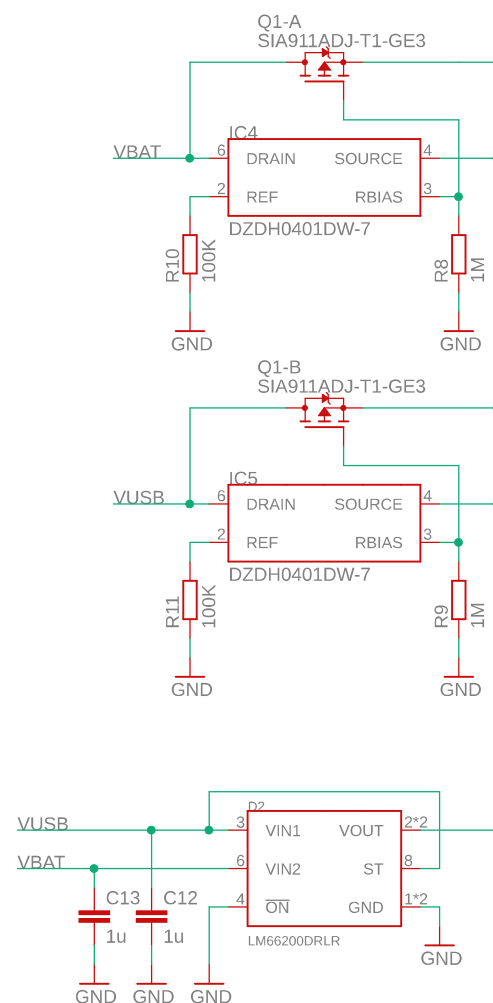 Q1-A
SIA911ADJ-T1-GE3
IC4
VBAT
6 DRAIN SOURCE 4
2 REF RBIAS 3
DZDH0401DW-7
R10
100K
R8
1M
GND GND
Q1-B
SIA911ADJ-T1-GE3
IC5
VUSB
6 DRAIN SOURCE 4
2 REF RBIAS 3
DZDH0401DW-7
R11
100K
R9
1M
GND GND
D2
VUSB 3 VIN1 VOUT 2*2
VBAT 6 VIN2 ST 8
C13 C12 4 ON GND 1*2
1u 1u LM66200DRLR
GND
GND GND GND